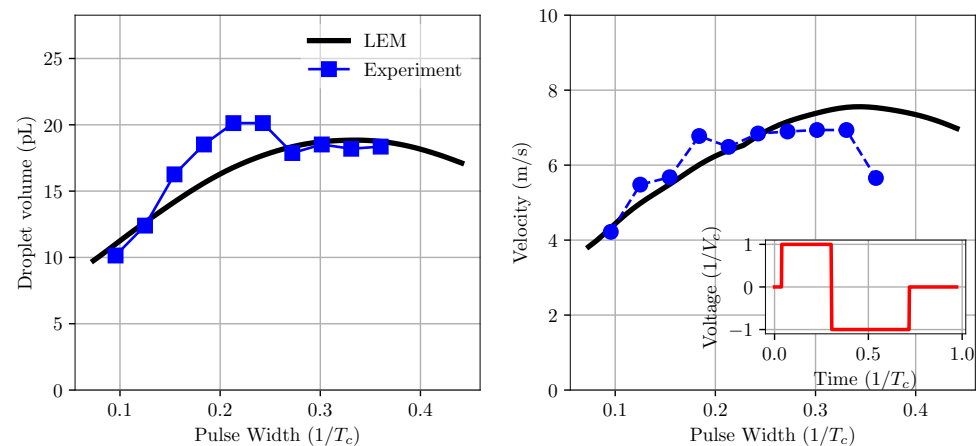 25
20
15
10
5
0
0.1 0.2 0.3 0.4
Droplet volume (pL)
Pulse Width (1/T_c)
LEM
Experiment
10
8
6
4
2
0
0.1 0.2 0.3 0.4
Velocity (m/s)
Pulse Width (1/T_c)
1
0
−1
0.0 0.5 1.0
Voltage (1/V_c)
Time (1/T_c)